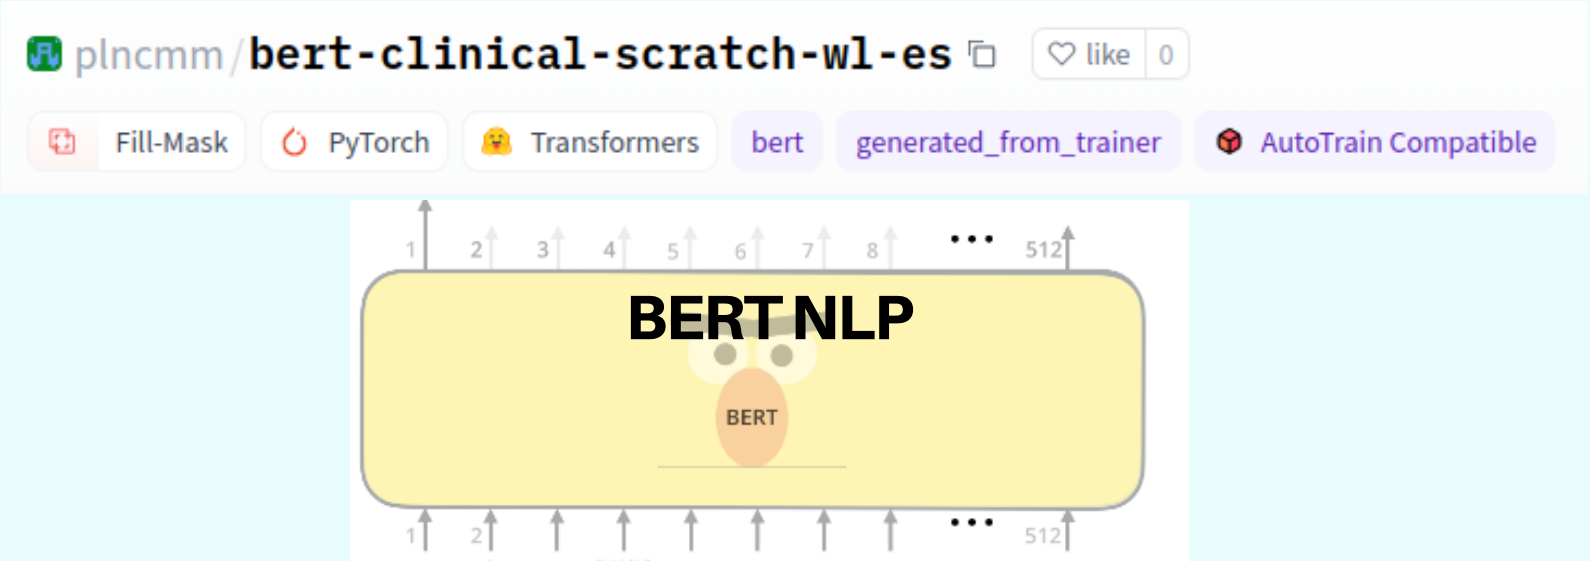 plncmm/bert-clinical-scratch-wl-es like 0
Fill-Mask PyTorch Transformers bert generated_from_trainer AutoTrain Compatible
1 2 3 4 5 6 7 8 ... 512
BERT NLP
BERT
1 2 ... 512